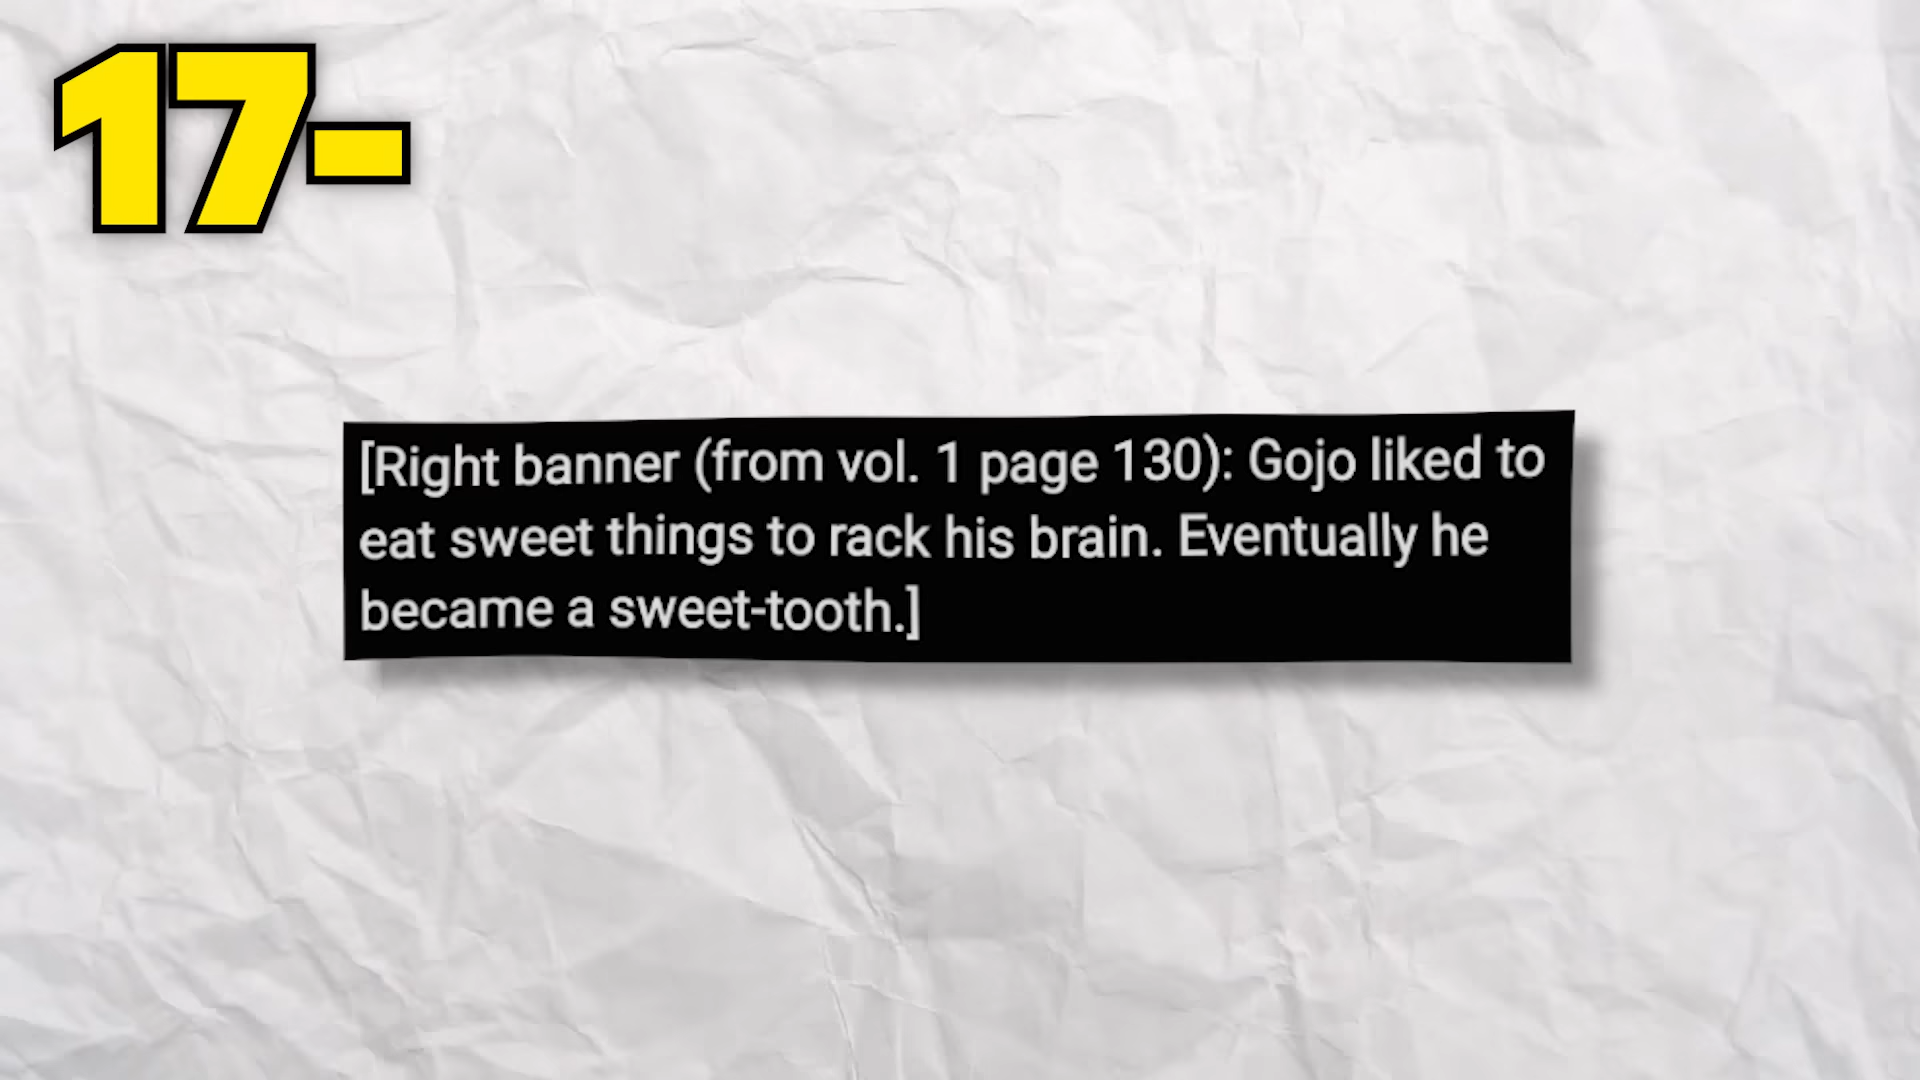 17-
[Right banner (from vol. 1 page 130): Gojo liked to
eat sweet things to rack his brain. Eventually he
became a sweet-tooth.]